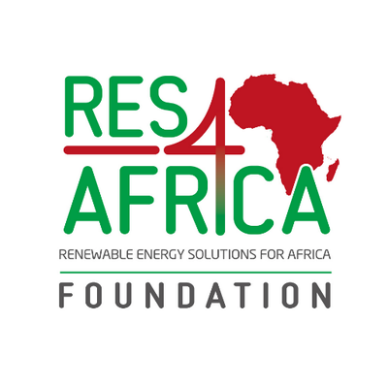 RES4
AFRICA
RENEWABLE ENERGY SOLUTIONS FOR AFRICA
FOUNDATION